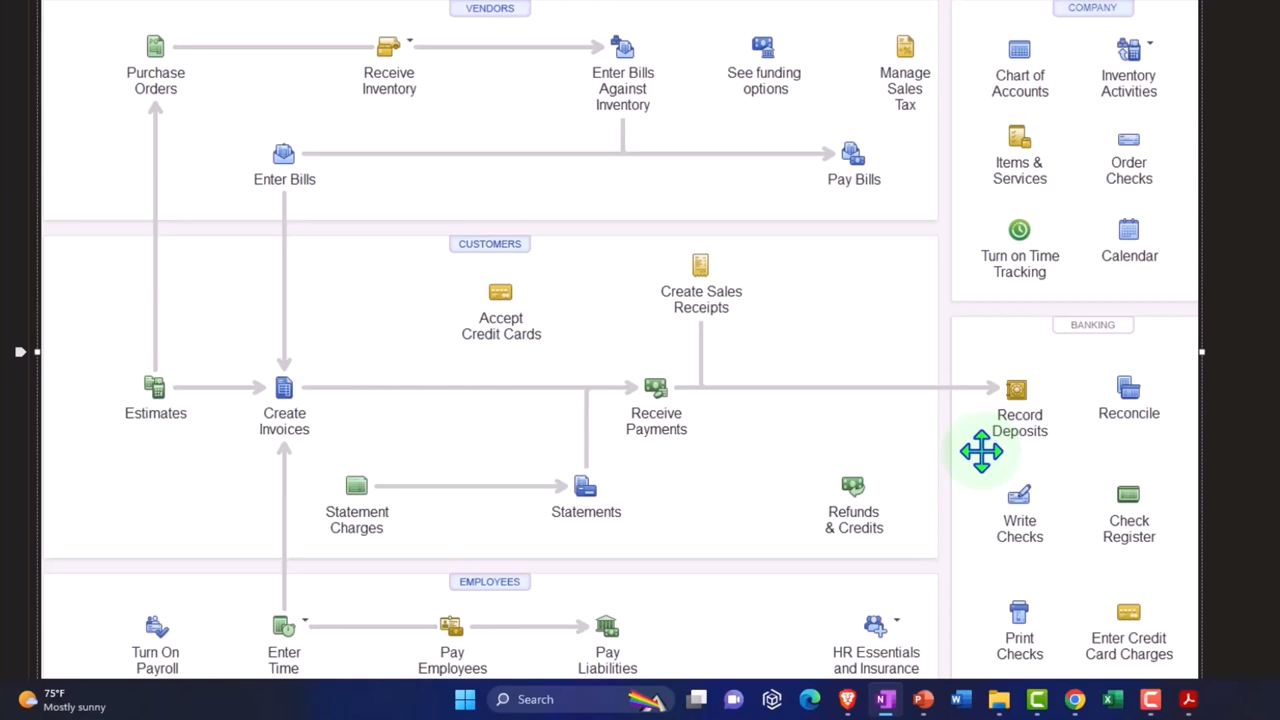 VENDORS
Purchase
Orders
Receive
Inventory
Enter Bills
Against
Inventory
See funding
options
Manage
Sales
Tax
Enter Bills
Pay Bills
COMPANY
Chart of
Accounts
Inventory
Activities
Items &
Services
Order
Checks
Turn on Time
Tracking
Calendar
CUSTOMERS
Accept
Credit Cards
Create Sales
Receipts
Estimates
Create
Invoices
Receive
Payments
Statement
Charges
Statements
Refunds
& Credits
BANKING
Record
Deposits
Reconcile
Write
Checks
Check
Register
Print
Checks
Enter Credit
Card Charges
EMPLOYEES
Turn On
Payroll
Enter
Time
Pay
Employees
Pay
Liabilities
HR Essentials
and Insurance
75°F
Mostly sunny
Search